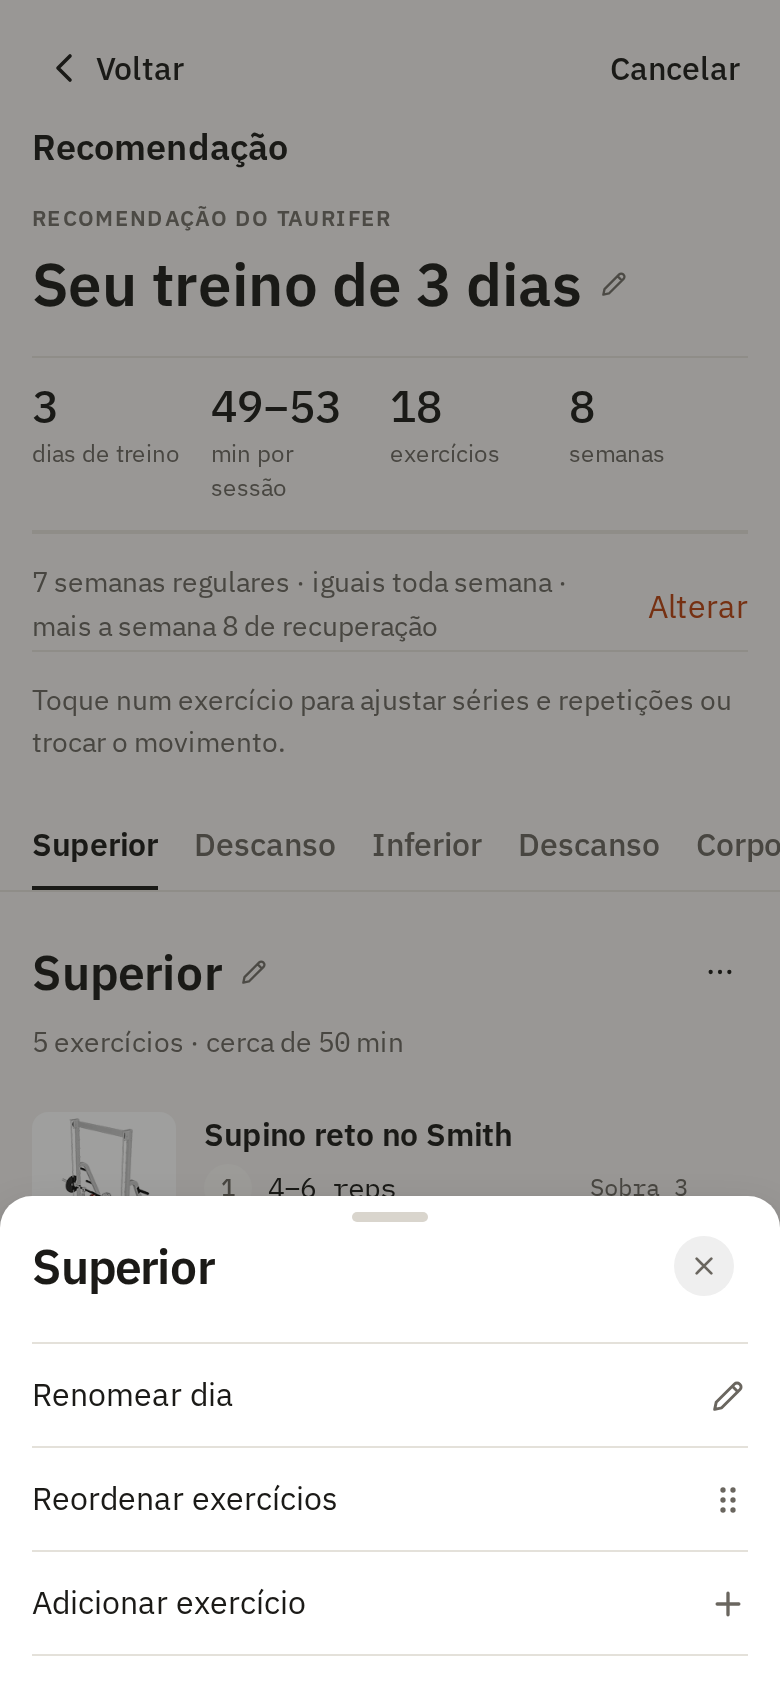 Voltar
Cancelar
Recomendação
RECOMENDAÇÃO DO TAURIFER
Seu treino de 3 dias
3
dias de treino
49–53
min por
sessão
18
exercícios
8
semanas
7 semanas regulares · iguais toda semana ·
mais a semana 8 de recuperação
Alterar
Toque num exercício para ajustar séries e repetições ou
trocar o movimento.
Superior Descanso Inferior Descanso Corpo
Superior
5 exercícios · cerca de 50 min
Supino reto no Smith
1 4–6 reps Sobra 3
Superior
Renomear dia
Reordenar exercícios
Adicionar exercício